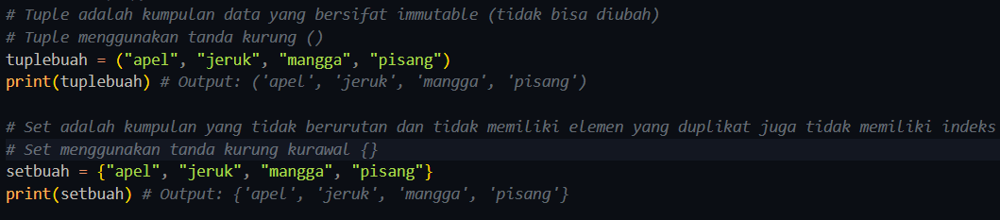 # Tuple adalah kumpulan data yang bersifat immutable (tidak bisa diubah)
# Tuple menggunakan tanda kurung ()
tuplebuah = ("apel", "jeruk", "mangga", "pisang")
print(tuplebuah) # Output: ('apel', 'jeruk', 'mangga', 'pisang')

# Set adalah kumpulan yang tidak berurutan dan tidak memiliki elemen yang duplikat juga tidak memiliki indeks
# Set menggunakan tanda kurung kurawal {}
setbuah = {"apel", "jeruk", "mangga", "pisang"}
print(setbuah) # Output: {'apel', 'jeruk', 'mangga', 'pisang'}